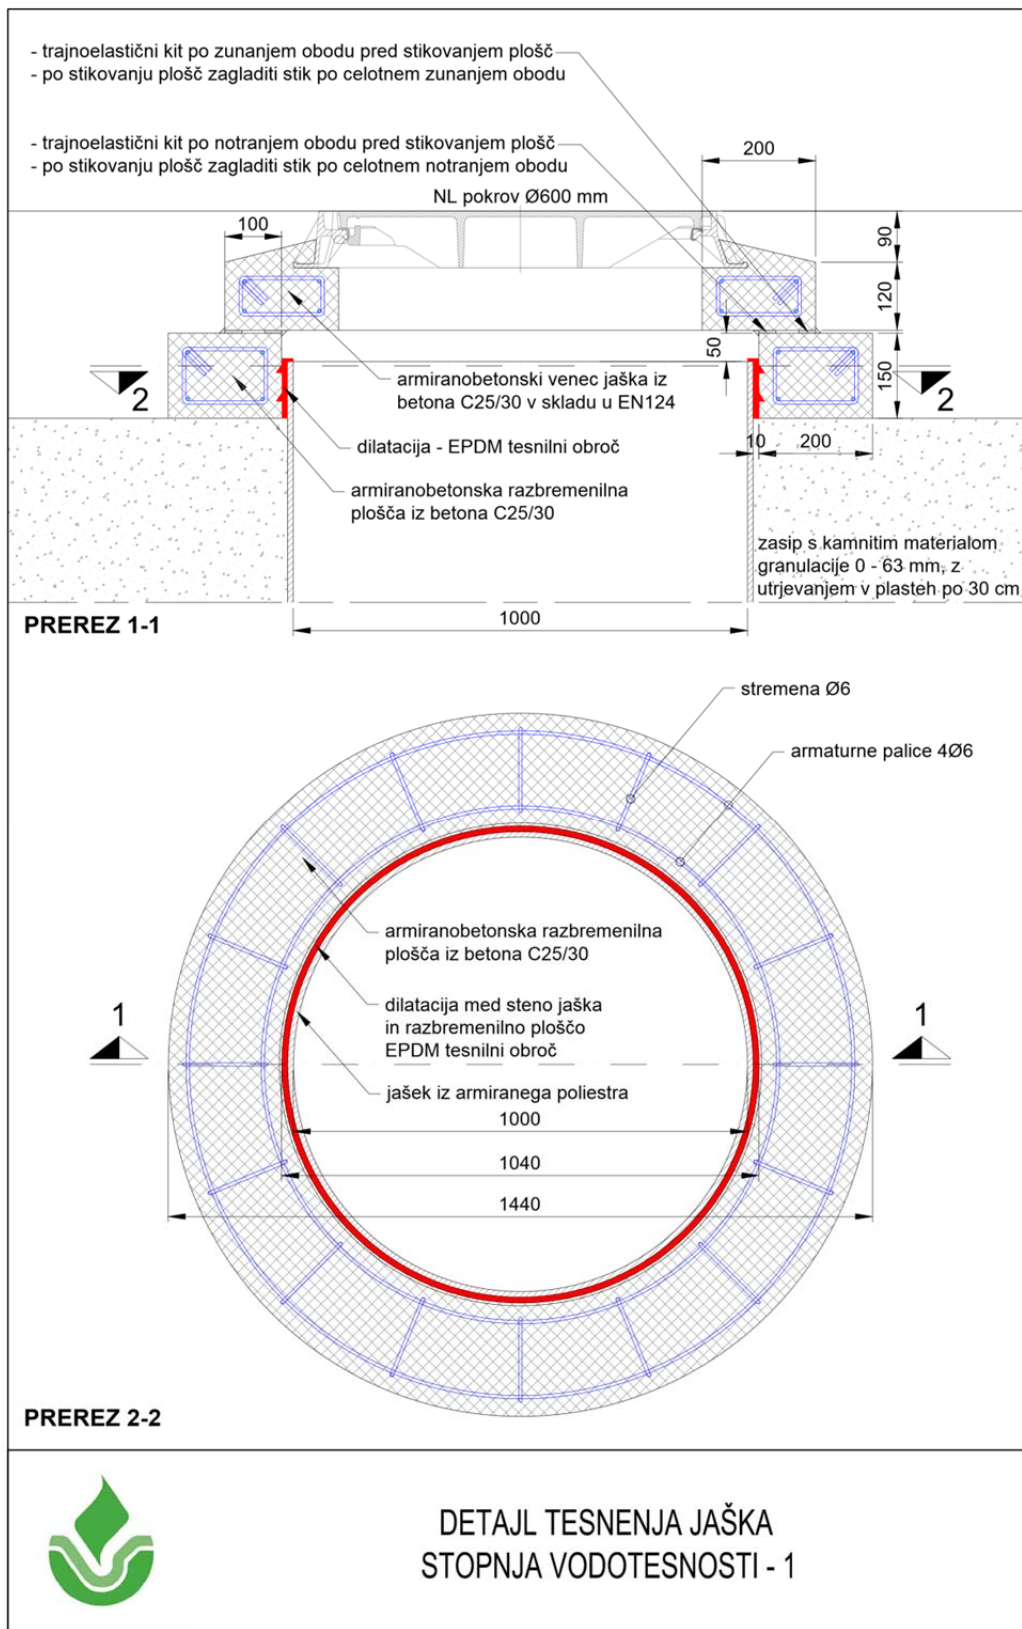 - trajnoelastični kit po zunanjem obodu pred stikovanjem plošč
- po stikovanju plošč zagladiti stik po celotnem zunanjem obodu
- trajnoelastični kit po notranjem obodu pred stikovanjem plošč
- po stikovanju plošč zagladiti stik po celotnem notranjem obodu
200
NL pokrov Ø600 mm
100
90
120
50
150
2
2
armiranobetonski venec jaška iz
betona C25/30 v skladu u EN124
dilatacija - EPDM tesnilni obroč
10
200
armiranobetonska razbremenilna
plošča iz betona C25/30
zasip s kamnitim materialom
granulacije 0 - 63 mm, z
utrjevanjem v plasteh po 30 cm
PREREZ 1-1
1000
stremena Ø6
armaturne palice 4Ø6
armiranobetonska razbremenilna
plošča iz betona C25/30
dilatacija med steno jaška
in razbremenilno ploščo
EPDM tesnilni obroč
1
1
jašek iz armiranega poliestra
1000
1040
1440
PREREZ 2-2
DETAJL TESNENJA JAŠKA
STOPNJA VODOTESNOSTI - 1